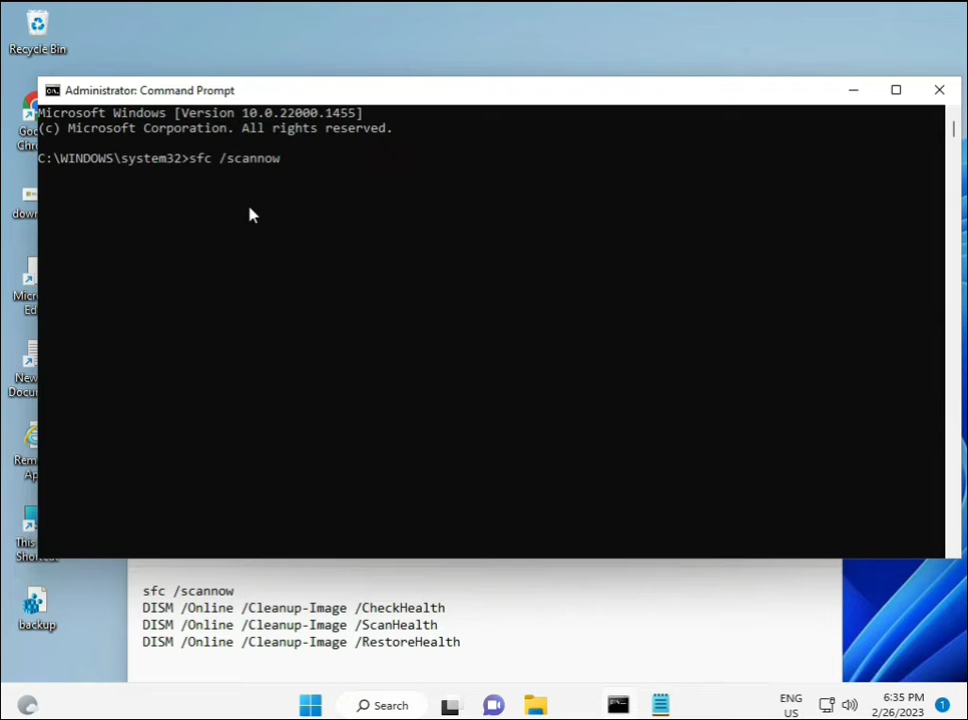 Recycle Bin
Administrator: Command Prompt
Microsoft Windows [Version 10.0.22000.1455]
(c) Microsoft Corporation. All rights reserved.
C:\WINDOWS\system32>sfc /scannow
sfc /scannow
DISM /Online /Cleanup-Image /CheckHealth
DISM /Online /Cleanup-Image /ScanHealth
DISM /Online /Cleanup-Image /RestoreHealth
backup
Search
ENG
US
6:35 PM
2/26/2023
1